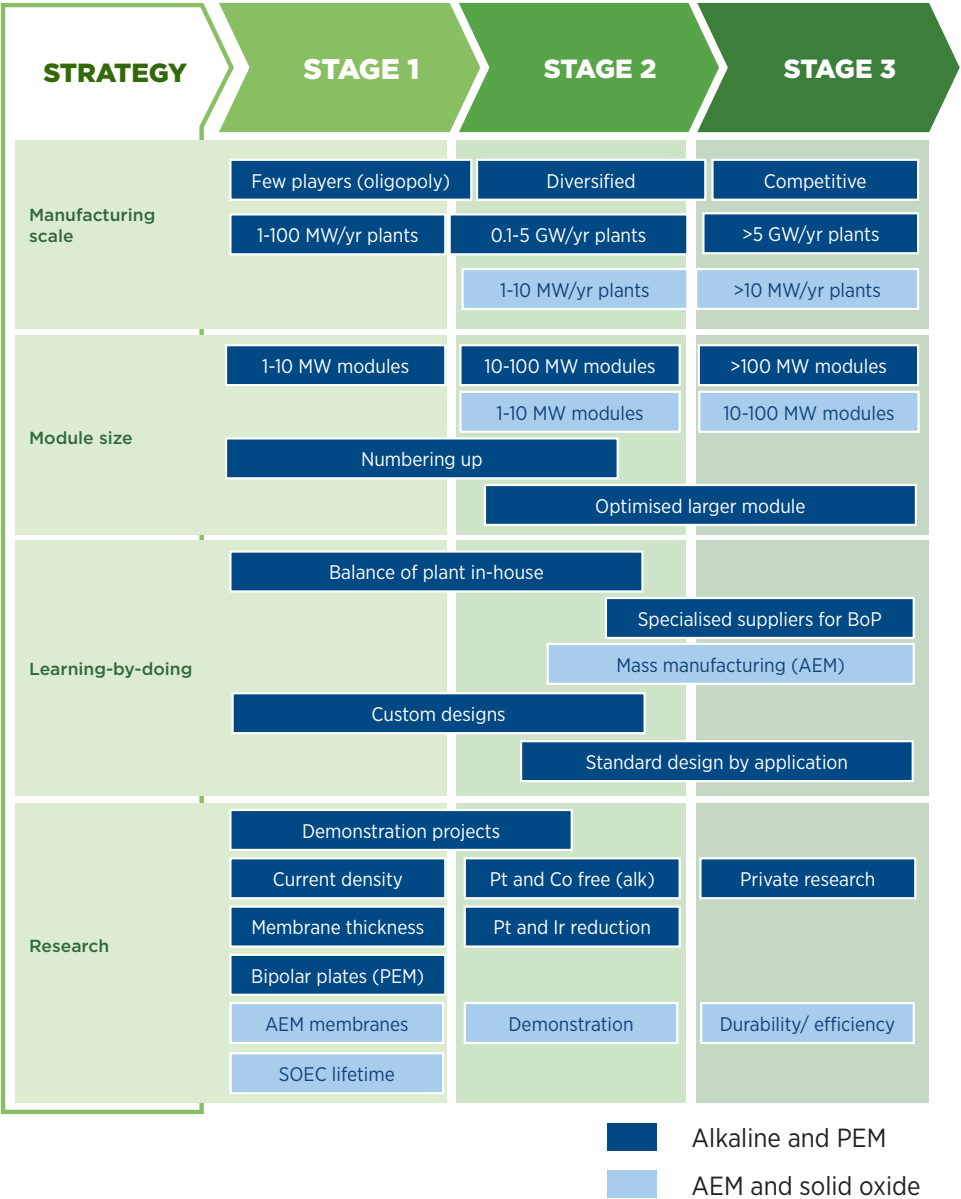 STRATEGY
STAGE 1
STAGE 2
STAGE 3
Manufacturing
scale
Few players (oligopoly)
Diversified
Competitive
1-100 MW/yr plants
0.1-5 GW/yr plants
>5 GW/yr plants
1-10 MW/yr plants
>10 MW/yr plants
Module size
1-10 MW modules
10-100 MW modules
>100 MW modules
1-10 MW modules
10-100 MW modules
Numbering up
Optimised larger module
Learning-by-doing
Balance of plant in-house
Specialised suppliers for BoP
Mass manufacturing (AEM)
Custom designs
Standard design by application
Research
Demonstration projects
Current density
Pt and Co free (alk)
Private research
Membrane thickness
Pt and Ir reduction
Bipolar plates (PEM)
AEM membranes
Demonstration
Durability/ efficiency
SOEC lifetime
Alkaline and PEM
AEM and solid oxide